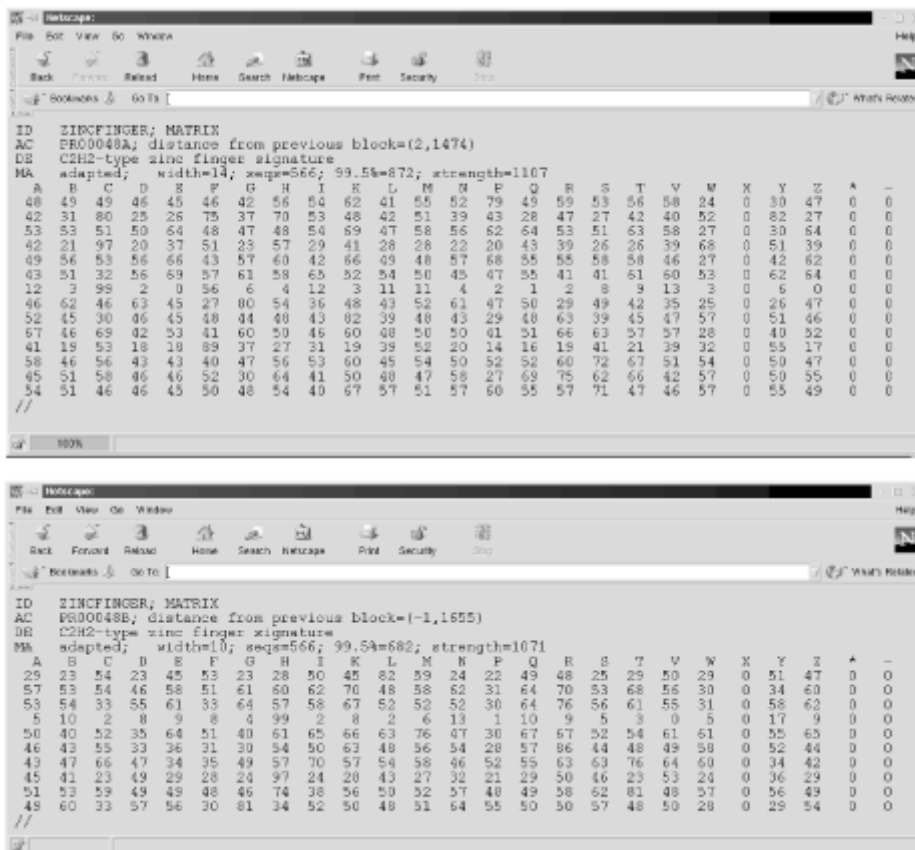 Netscape:
File Edit View Go Window Help
Back Forward Reload Home Search Netscape Print Security Stop
Bookmarks Go To: What's Related
ID ZINCFINGER; MATRIX
AC PR00048A; distance from previous block=(2,1474)
DE C2H2-type zinc finger signature
MA adapted; width=14; seqs=566; 99.5%=872; strength=1107
A B C D E F G H I K L M N P Q R S T V W X Y Z * -
48 49 49 46 45 46 42 56 54 62 41 55 52 79 49 59 53 56 58 24 0 30 47 0 0
42 31 80 25 26 75 37 70 53 48 42 51 39 43 28 47 27 42 40 52 0 82 27 0 0
53 53 51 50 64 48 47 48 54 69 47 58 56 62 64 53 51 63 58 27 0 30 64 0 0
42 21 97 20 37 51 23 57 29 41 28 28 22 20 43 39 26 26 39 68 0 51 39 0 0
49 56 53 56 66 43 57 60 42 66 49 48 57 68 55 55 58 58 46 27 0 42 62 0 0
43 51 32 56 69 57 61 58 65 52 54 50 45 47 55 41 41 61 60 53 0 62 64 0 0
12 3 99 2 0 56 6 4 12 3 11 11 4 2 1 2 8 9 13 3 0 6 0 0 0
46 62 46 63 45 27 80 54 36 48 43 52 61 47 50 29 49 42 35 25 0 26 47 0 0
52 45 30 46 45 48 44 48 43 82 39 48 43 29 48 63 39 45 47 57 0 51 46 0 0
67 46 69 42 53 41 60 50 46 60 48 50 50 41 51 66 63 57 57 28 0 40 52 0 0
41 19 53 18 18 89 37 27 31 19 39 52 20 14 16 19 41 21 39 32 0 55 17 0 0
58 46 56 43 43 40 47 56 53 60 45 54 50 52 52 60 72 67 51 54 0 50 47 0 0
45 51 58 46 46 52 30 64 41 50 48 47 58 27 69 75 62 66 42 57 0 50 55 0 0
54 51 46 46 45 50 48 54 40 67 57 51 57 60 55 57 71 47 46 57 0 55 49 0 0
//
100%
Netscape:
File Edit View Go Window Help
Back Forward Reload Home Search Netscape Print Security Stop
Bookmarks Go To: What's Related
ID ZINCFINGER; MATRIX
AC PR00048B; distance from previous block=(-1,1655)
DE C2H2-type zinc finger signature
MA adapted; width=10; seqs=566; 99.5%=682; strength=1071
A B C D E F G H I K L M N P Q R S T V W X Y Z * -
29 23 54 23 45 53 23 28 50 45 82 59 24 22 49 48 25 29 50 29 0 51 47 0 0
57 53 54 46 58 51 61 60 62 70 48 58 62 31 64 70 53 68 56 30 0 34 60 0 0
53 54 33 55 61 33 64 57 58 67 52 52 52 30 64 76 56 61 55 31 0 58 62 0 0
5 10 2 8 9 8 4 99 2 8 2 6 13 1 10 9 5 3 0 5 0 17 9 0 0
50 40 52 35 64 51 40 61 65 66 63 76 47 30 67 67 52 54 61 61 0 55 65 0 0
46 43 55 33 36 31 30 54 50 63 48 56 54 28 57 86 44 48 49 58 0 52 44 0 0
43 47 66 47 34 35 49 57 70 57 54 58 46 52 55 63 63 76 64 60 0 34 42 0 0
45 41 23 49 29 28 24 97 24 28 43 27 32 21 29 50 46 23 53 24 0 36 29 0 0
51 53 59 49 49 48 46 74 38 56 50 52 57 48 49 58 62 81 48 57 0 56 49 0 0
49 60 33 57 56 30 81 34 52 50 48 51 64 55 50 50 57 48 50 28 0 29 54 0 0
//